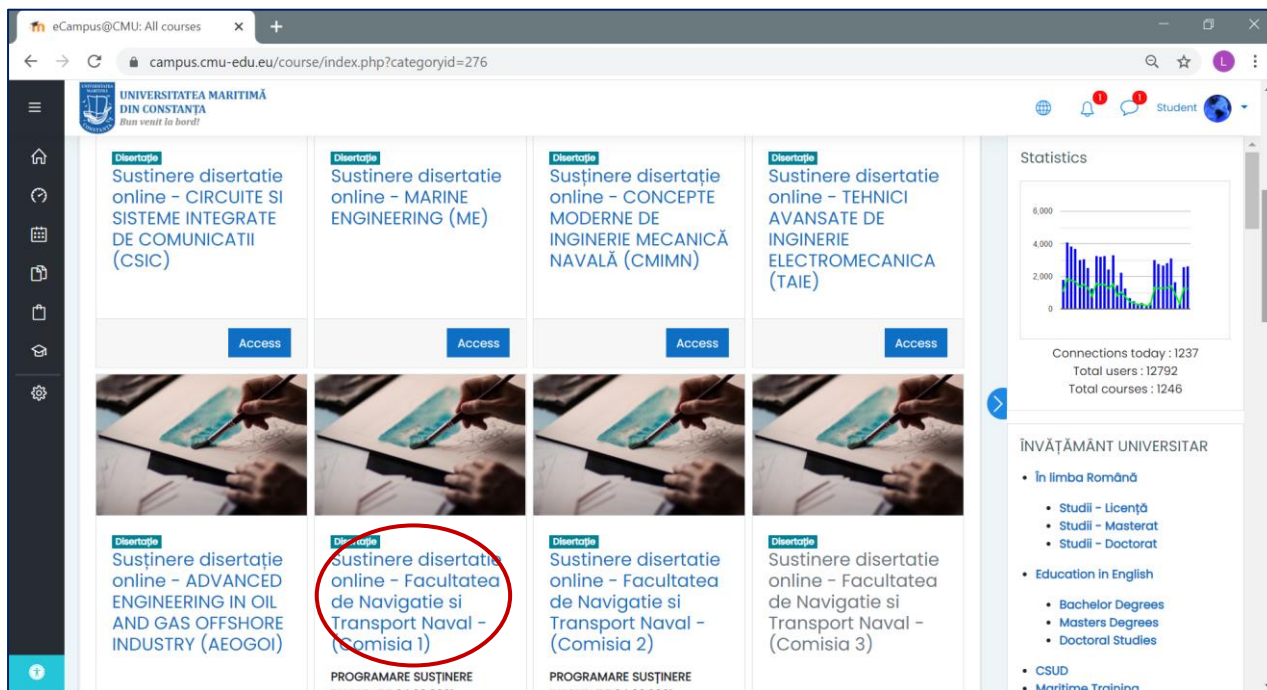 eCampus@CMU: All courses
campus.cmu-edu.eu/course/index.php?categoryid=276
L
UNIVERSITATEA MARITIMĂ
DIN CONSTANȚA
Bun venit la bord!
1
1
Student
Disertație
Sustinere disertatie
online - CIRCUITE SI
SISTEME INTEGRATE
DE COMUNICATII
(CSIC)
Access
Disertație
Sustinere disertatie
online - MARINE
ENGINEERING (ME)
Access
Disertație
Susținere disertație
online - CONCEPTE
MODERNE DE
INGINERIE MECANICĂ
NAVALĂ (CMIMN)
Access
Disertație
Sustinere disertatie
online - TEHNICI
AVANSATE DE
INGINERIE
ELECTROMECANICA
(TAIE)
Access
Disertație
Susținere disertație
online - ADVANCED
ENGINEERING IN OIL
AND GAS OFFSHORE
INDUSTRY (AEOGOI)
Disertație
Sustinere disertatie
online - Facultatea
de Navigatie si
Transport Naval -
(Comisia 1)
PROGRAMARE SUSȚINERE
Disertație
Sustinere disertatie
online - Facultatea
de Navigatie si
Transport Naval -
(Comisia 2)
PROGRAMARE SUSȚINERE
Disertație
Sustinere disertatie
online - Facultatea
de Navigatie si
Transport Naval -
(Comisia 3)
Statistics
6,000
4,000
2,000
0
Connections today : 1237
Total users : 12792
Total courses : 1246
ÎNVĂȚĂMÂNT UNIVERSITAR
În limba Română
Studii - Licență
Studii - Masterat
Studii - Doctorat
Education in English
Bachelor Degrees
Masters Degrees
Doctoral Studies
CSUD
Maritime Training